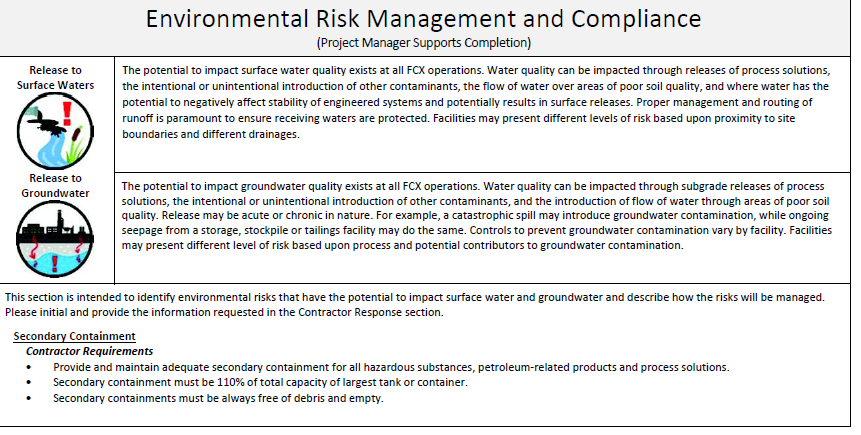 Environmental Risk Management and Compliance
(Project Manager Supports Completion)
Release to
Surface Waters
The potential to impact surface water quality exists at all FCX operations. Water quality can be impacted through releases of process solutions,
the intentional or unintentional introduction of other contaminants, the flow of water over areas of poor soil quality, and where water has the
potential to negatively affect stability of engineered systems and potentially results in surface releases. Proper management and routing of
runoff is paramount to ensure receiving waters are protected. Facilities may present different levels of risk based upon proximity to site
boundaries and different drainages.
Release to
Groundwater
The potential to impact groundwater quality exists at all FCX operations. Water quality can be impacted through subgrade releases of process
solutions, the intentional or unintentional introduction of other contaminants, and the introduction of flow of water through areas of poor soil
quality. Release may be acute or chronic in nature. For example, a catastrophic spill may introduce groundwater contamination, while ongoing
seepage from a storage, stockpile or tailings facility may do the same. Controls to prevent groundwater contamination vary by facility. Facilities
may present different level of risk based upon process and potential contributors to groundwater contamination.
This section is intended to identify environmental risks that have the potential to impact surface water and groundwater and describe how the risks will be managed.
Please initial and provide the information requested in the Contractor Response section.
Secondary Containment
Contractor Requirements
• Provide and maintain adequate secondary containment for all hazardous substances, petroleum-related products and process solutions.
• Secondary containment must be 110% of total capacity of largest tank or container.
• Secondary containments must be always free of debris and empty.